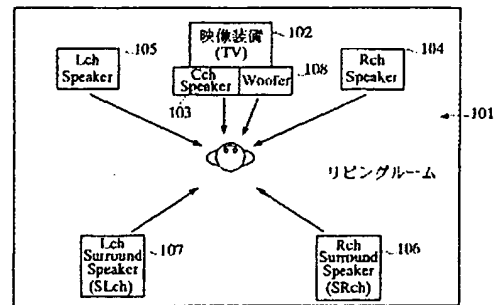 映像装備
(TV)
102
105
Lch
Speaker
Cch
Speaker
Woofer
108
Rch
Speaker
104
103
101
リビングルーム
Lch
Surround
Speaker
(SLch)
107
Rch
Surround
Speaker
(SRch)
106